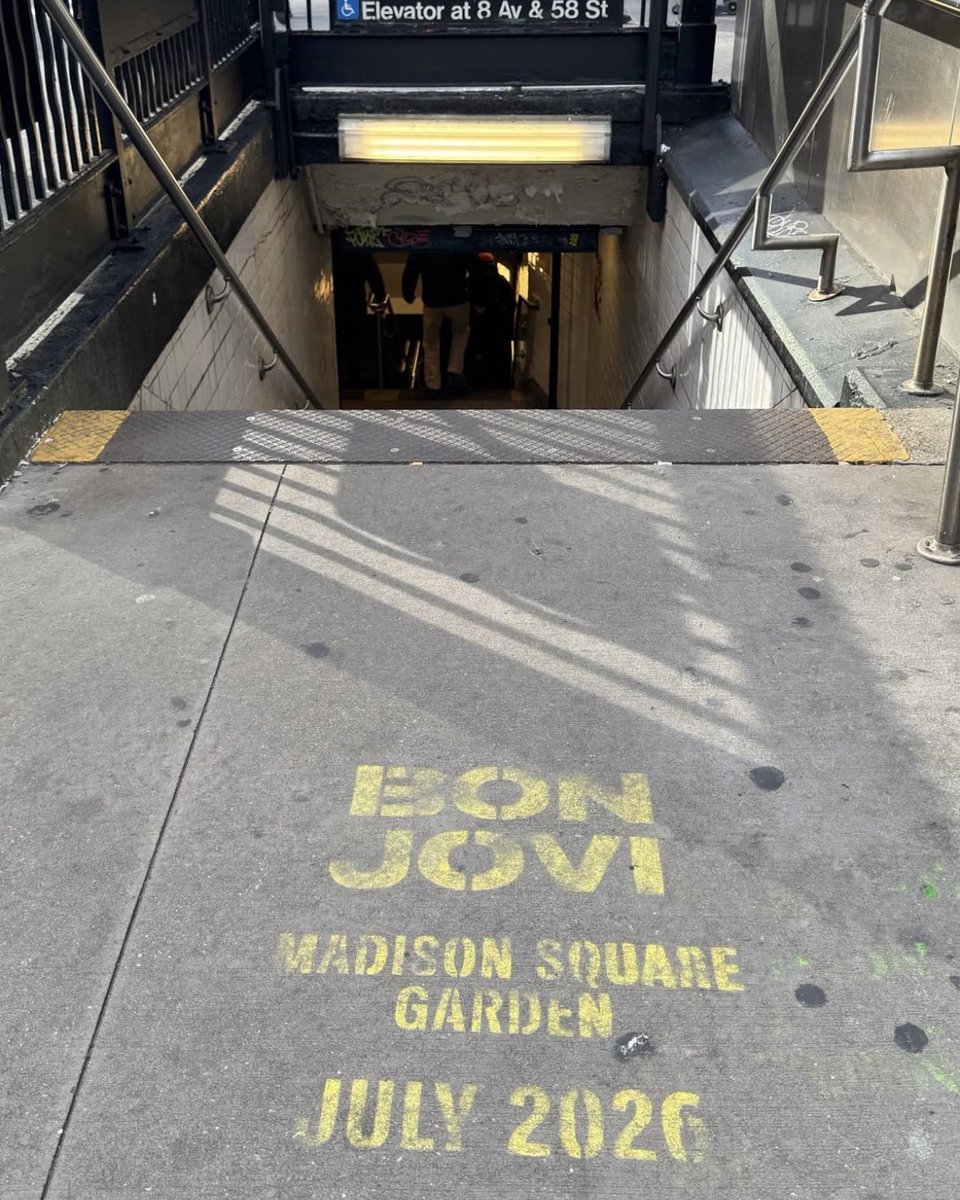 Elevator at 8 Av & 58 St
BON
JOVI
MADISON SQUARE
GARDEN
JULY 2026